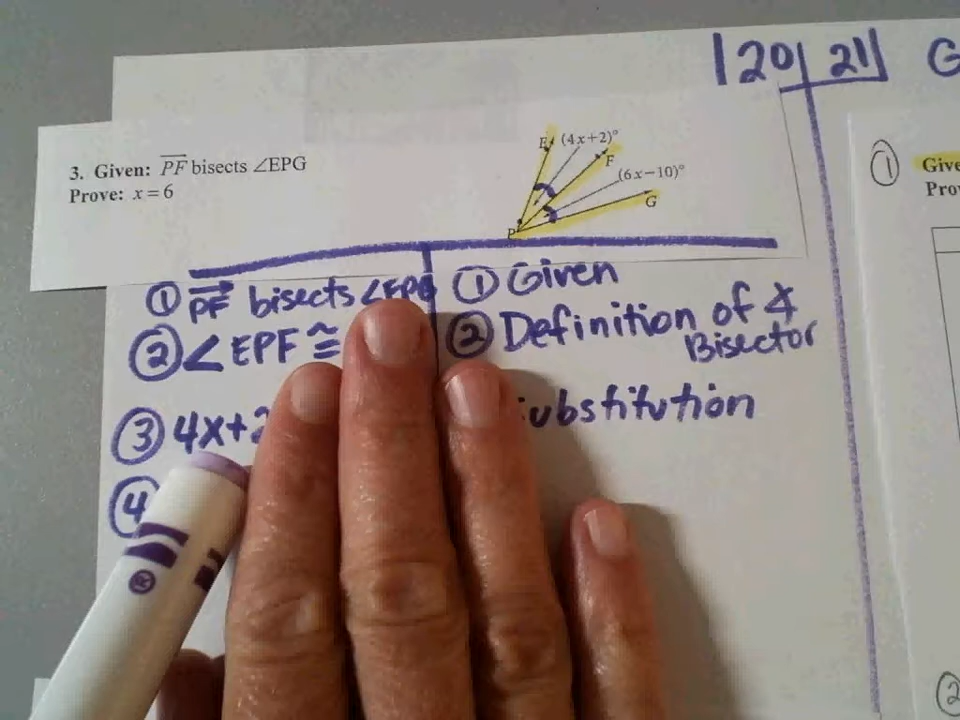 |20| 21| G
3. Given: PF bisects ∠EPG
Prove: x = 6
E (4x+2)°
F
(6x−10)°
G
P
① PF bisects ∠EPG ① Given
② ∠EPF ≅ ② Definition of ∡
Bisector
③ 4x+2 Substitution
④
®
① Give
Pro
②